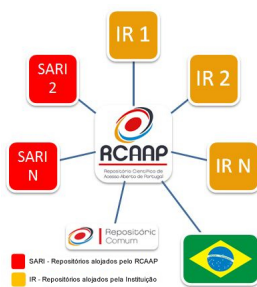 IR 1
SARI
2
IR 2
SARI
N
RCAAP
Repositório Científico de
Acesso Aberto de Portugal
IR N
Repositório
Comum
SARI - Repositórios alojados pelo RCAAP
IR - Repositórios alojados pela Instituição